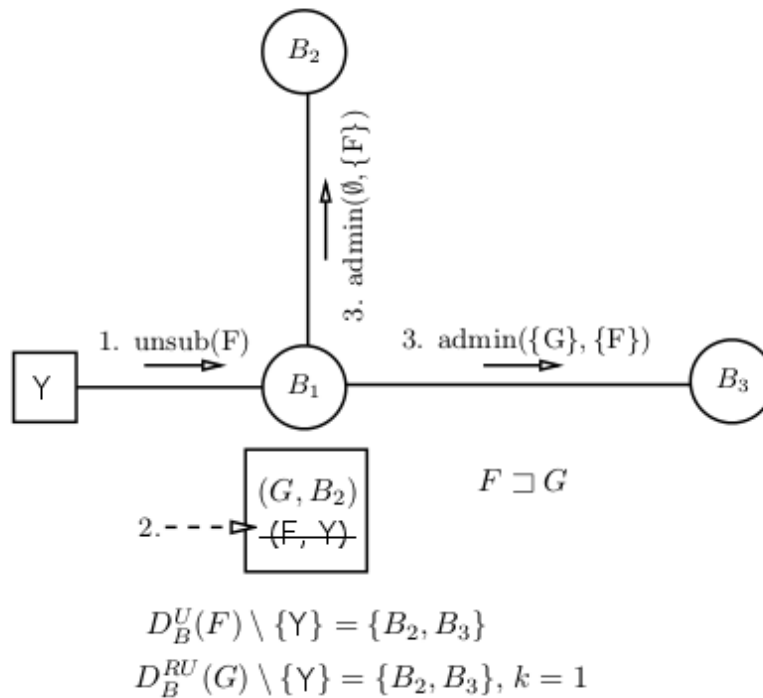 B₂
3. admin(∅, {F})
1. unsub(F)
3. admin({G}, {F})
Y
B₁
B₃
(G, B₂)
F ⊐ G
2.
(F, Y)
D_B^U(F) \ {Y} = {B₂, B₃}
D_B^{RU}(G) \ {Y} = {B₂, B₃}, k = 1